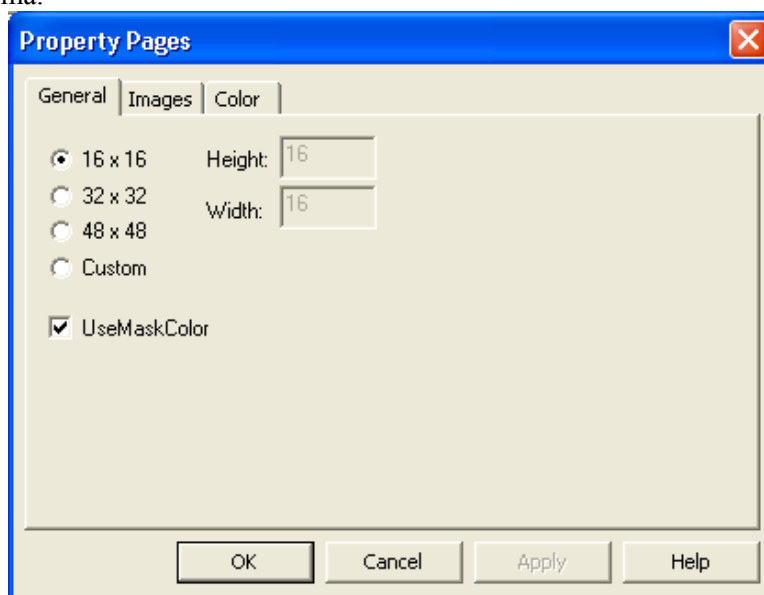 Property Pages
General Images Color
16 x 16 Height: 16
32 x 32
Width: 16
48 x 48
Custom
UseMaskColor
OK Cancel Apply Help